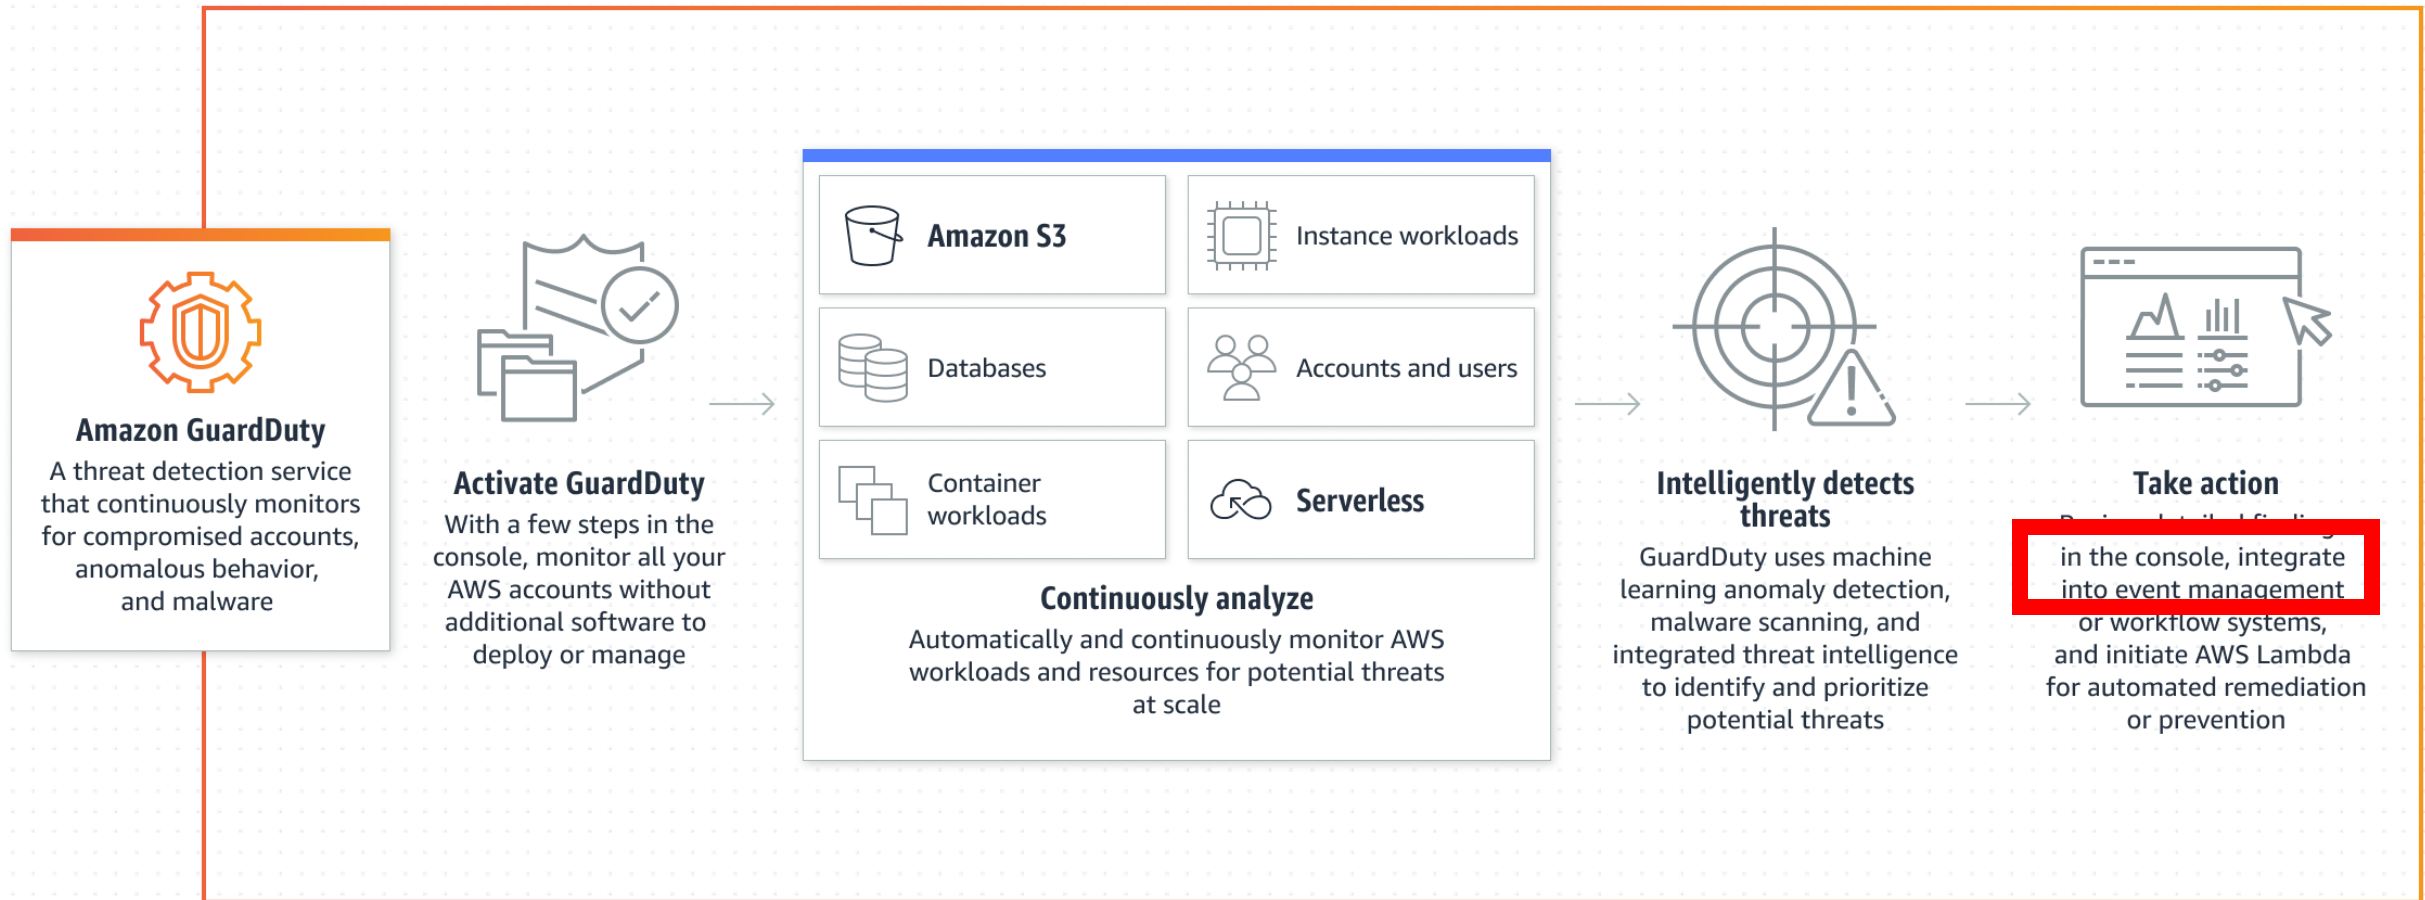 Amazon GuardDuty
A threat detection service
that continuously monitors
for compromised accounts,
anomalous behavior,
and malware
Activate GuardDuty
With a few steps in the
console, monitor all your
AWS accounts without
additional software to
deploy or manage
Amazon S3
Instance workloads
Databases
Accounts and users
Container
workloads
Serverless
Continuously analyze
Automatically and continuously monitor AWS
workloads and resources for potential threats
at scale
Intelligently detects
threats
GuardDuty uses machine
learning anomaly detection,
malware scanning, and
integrated threat intelligence
to identify and prioritize
potential threats
Take action
in the console, integrate
into event management
or workflow systems,
and initiate AWS Lambda
for automated remediation
or prevention